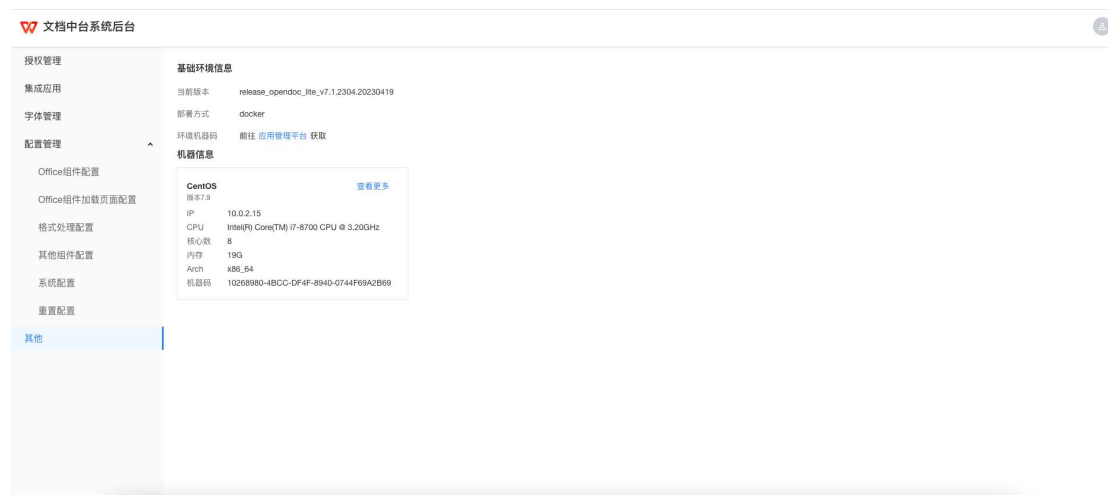 文档中台系统后台
授权管理
集成应用
字体管理
配置管理
Office组件配置
Office组件加载页面配置
格式处理配置
其他组件配置
系统配置
重置配置
其他
基础环境信息
当前版本 release_opendoc_lite_v7.1.2304.20230419
部署方式 docker
环境机器码 前往 应用管理平台 获取
机器信息
CentOS 查看更多
版本7.9
IP 10.0.2.15
CPU Intel(R) Core(TM) i7-8700 CPU @ 3.20GHz
核心数 8
内存 19G
Arch x86_64
机器码 10268980-4BCC-DF4F-8940-0744F69A2B69